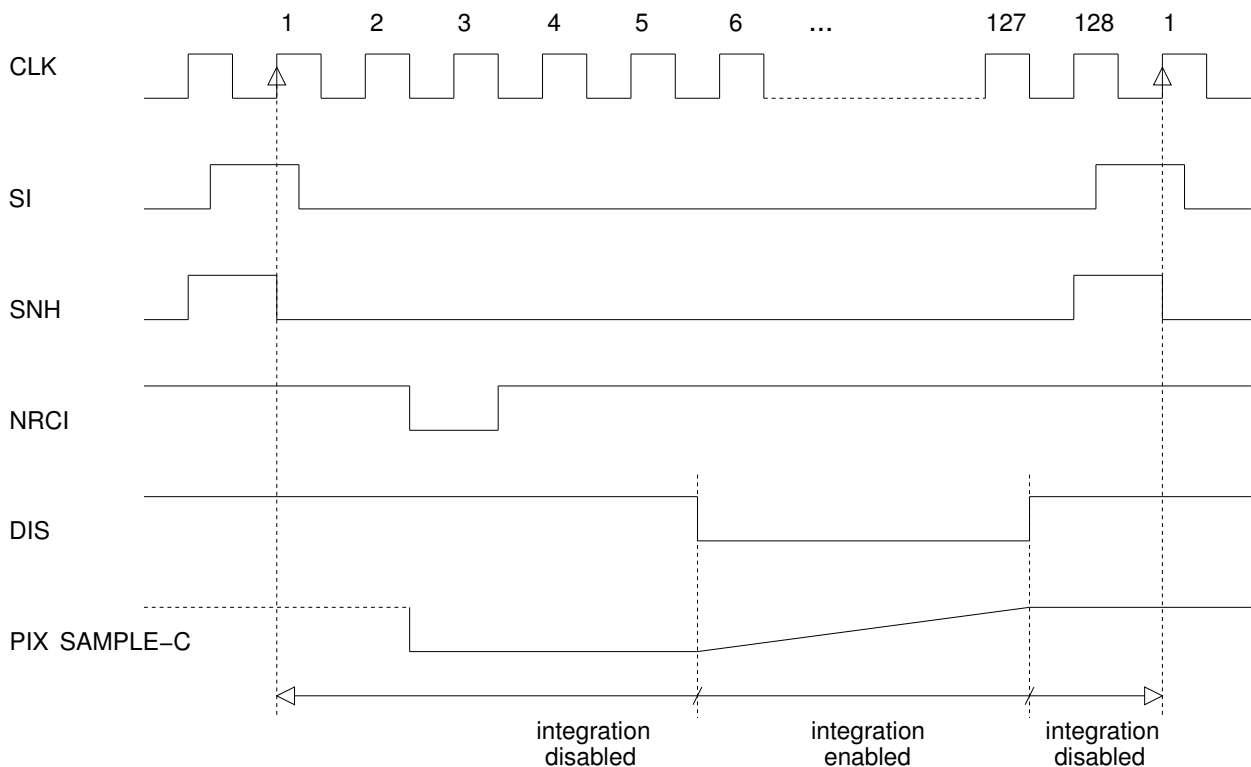 1 2 3 4 5 6 ... 127 128 1
CLK
SI
SNH
NRCI
DIS
PIX SAMPLE−C
integration disabled
integration enabled
integration disabled